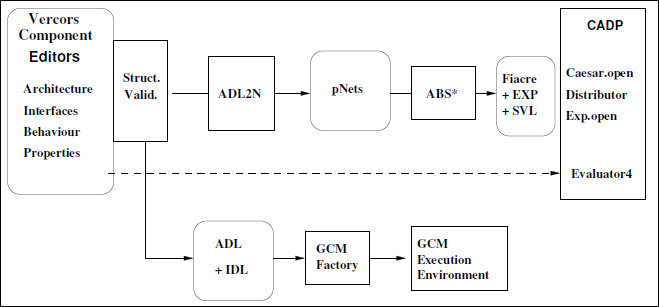 Vercors
Component
Editors
Architecture
Interfaces
Behaviour
Properties
Struct.
Valid.
ADL2N
pNets
ABS*
Fiacre
+ EXP
+ SVL
CADP
Caesar.open
Distributor
Exp.open
Evaluator4
ADL
+ IDL
GCM
Factory
GCM
Execution
Environment